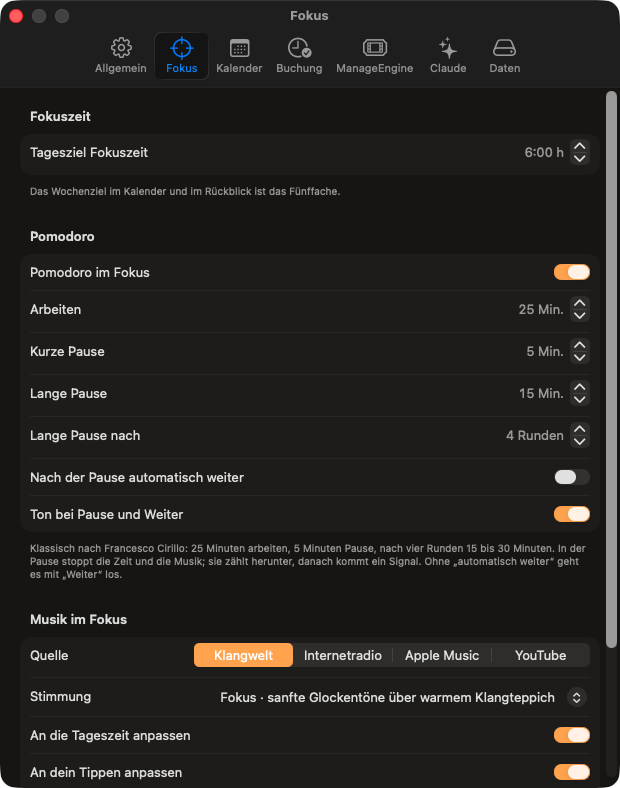 Fokus
Allgemein Fokus Kalender Buchung ManageEngine Claude Daten
Fokuszeit
Tagesziel Fokuszeit 6:00 h
Das Wochenziel im Kalender und im Rückblick ist das Fünffache.
Pomodoro
Pomodoro im Fokus
Arbeiten 25 Min.
Kurze Pause 5 Min.
Lange Pause 15 Min.
Lange Pause nach 4 Runden
Nach der Pause automatisch weiter
Ton bei Pause und Weiter
Klassisch nach Francesco Cirillo: 25 Minuten arbeiten, 5 Minuten Pause, nach vier Runden 15 bis 30 Minuten. In der
Pause stoppt die Zeit und die Musik; sie zählt herunter, danach kommt ein Signal. Ohne „automatisch weiter“ geht
es mit „Weiter“ los.
Musik im Fokus
Quelle Klangwelt Internetradio Apple Music YouTube
Stimmung Fokus · sanfte Glockentöne über warmem Klangteppich
An die Tageszeit anpassen
An dein Tippen anpassen